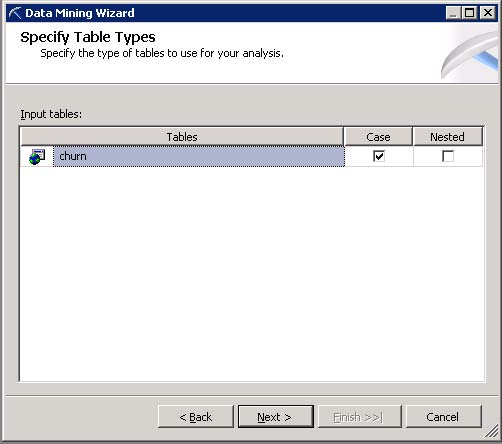 Data Mining Wizard
Specify Table Types
Specify the type of tables to use for your analysis.
Input tables:
Tables Case Nested
churn
< Back Next > Finish >>| Cancel